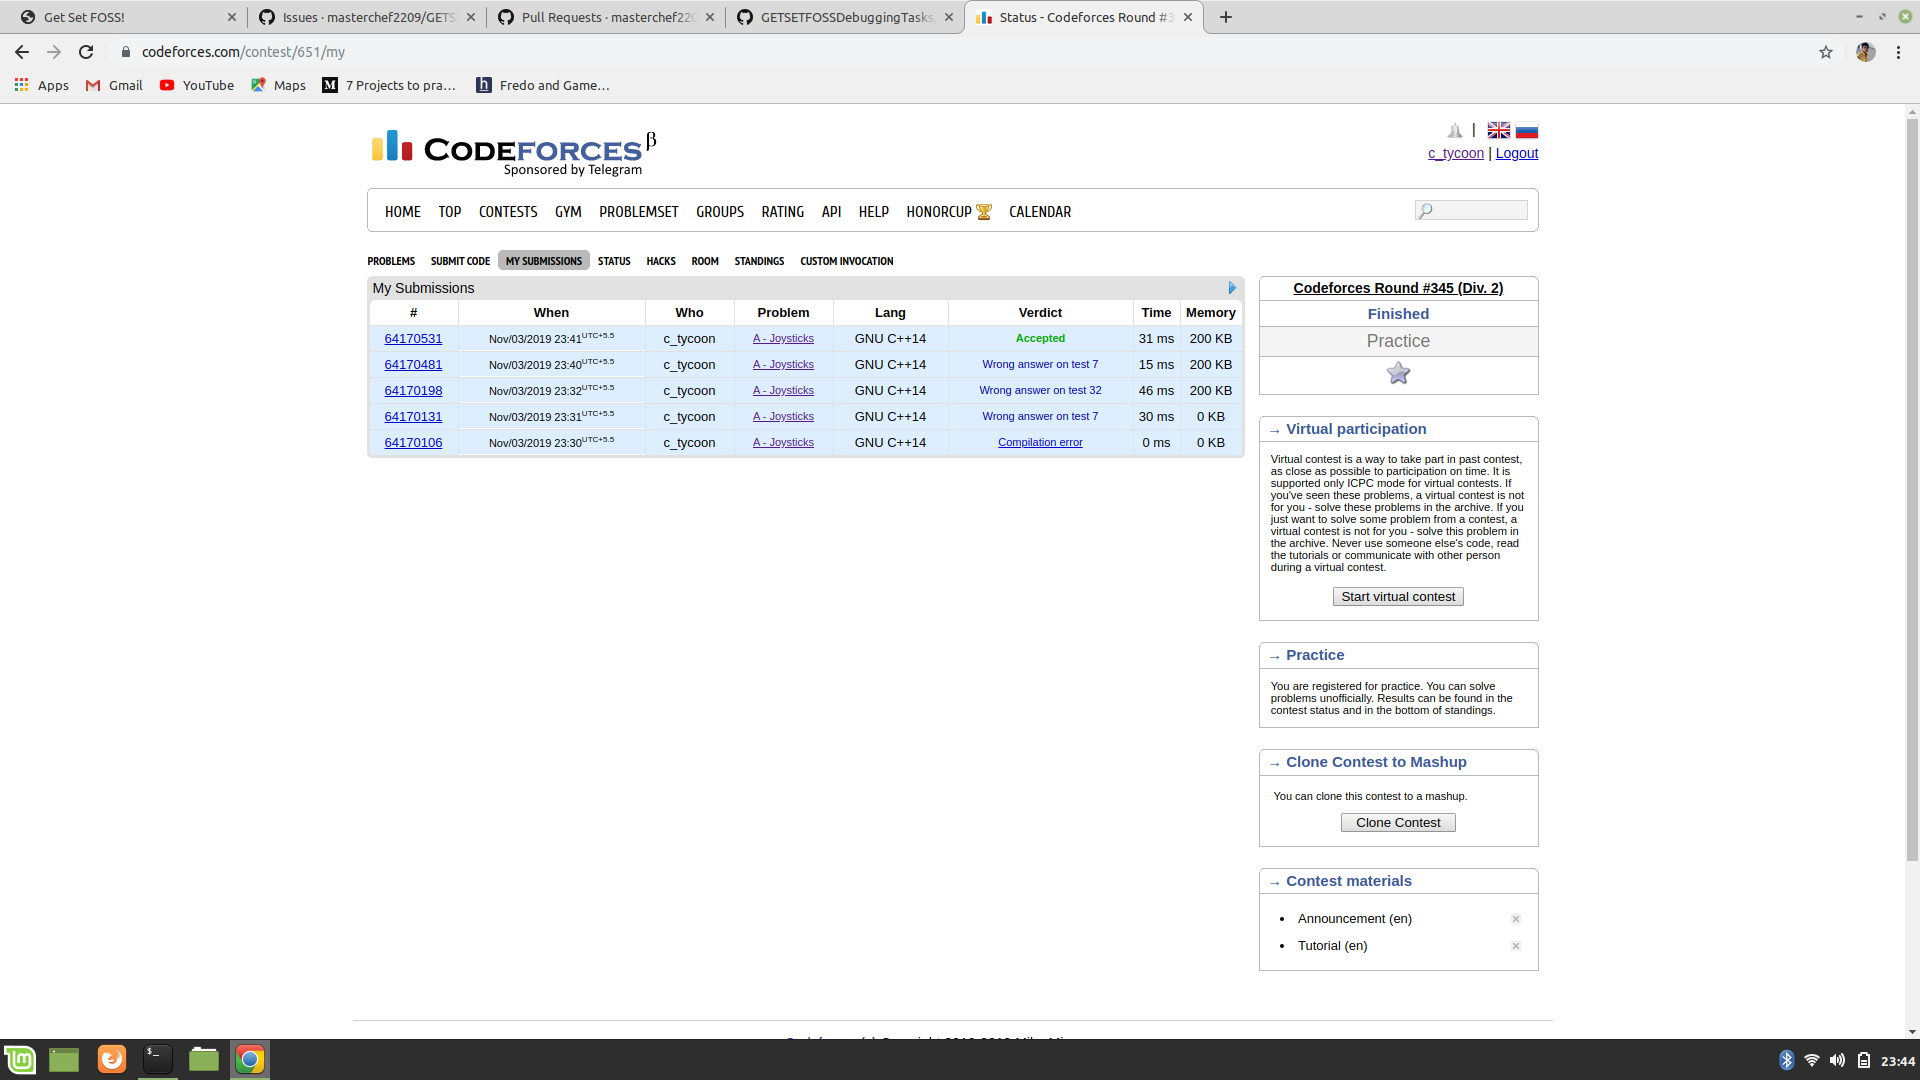 Get Set FOSS!
Issues · masterchef2209/GETS
Pull Requests · masterchef220
GETSETFOSSDebuggingTasks
Status - Codeforces Round #3
codeforces.com/contest/651/my
Apps Gmail YouTube Maps 7 Projects to pra… Fredo and Game…
CODEFORCES β
Sponsored by Telegram
c_tycoon | Logout
HOME TOP CONTESTS GYM PROBLEMSET GROUPS RATING API HELP HONORCUP CALENDAR
PROBLEMS SUBMIT CODE MY SUBMISSIONS STATUS HACKS ROOM STANDINGS CUSTOM INVOCATION
My Submissions
# When Who Problem Lang Verdict Time Memory
64170531 Nov/03/2019 23:41UTC+5.5 c_tycoon A - Joysticks GNU C++14 Accepted 31 ms 200 KB
64170481 Nov/03/2019 23:40UTC+5.5 c_tycoon A - Joysticks GNU C++14 Wrong answer on test 7 15 ms 200 KB
64170198 Nov/03/2019 23:32UTC+5.5 c_tycoon A - Joysticks GNU C++14 Wrong answer on test 32 46 ms 200 KB
64170131 Nov/03/2019 23:31UTC+5.5 c_tycoon A - Joysticks GNU C++14 Wrong answer on test 7 30 ms 0 KB
64170106 Nov/03/2019 23:30UTC+5.5 c_tycoon A - Joysticks GNU C++14 Compilation error 0 ms 0 KB
Codeforces Round #345 (Div. 2)
Finished
Practice
→ Virtual participation
Virtual contest is a way to take part in past contest,
as close as possible to participation on time. It is
supported only ICPC mode for virtual contests. If
you've seen these problems, a virtual contest is not
for you - solve these problems in the archive. If you
just want to solve some problem from a contest, a
virtual contest is not for you - solve this problem in
the archive. Never use someone else's code, read
the tutorials or communicate with other person
during a virtual contest.
Start virtual contest
→ Practice
You are registered for practice. You can solve
problems unofficially. Results can be found in the
contest status and in the bottom of standings.
→ Clone Contest to Mashup
You can clone this contest to a mashup.
Clone Contest
→ Contest materials
• Announcement (en)
• Tutorial (en)
23:44